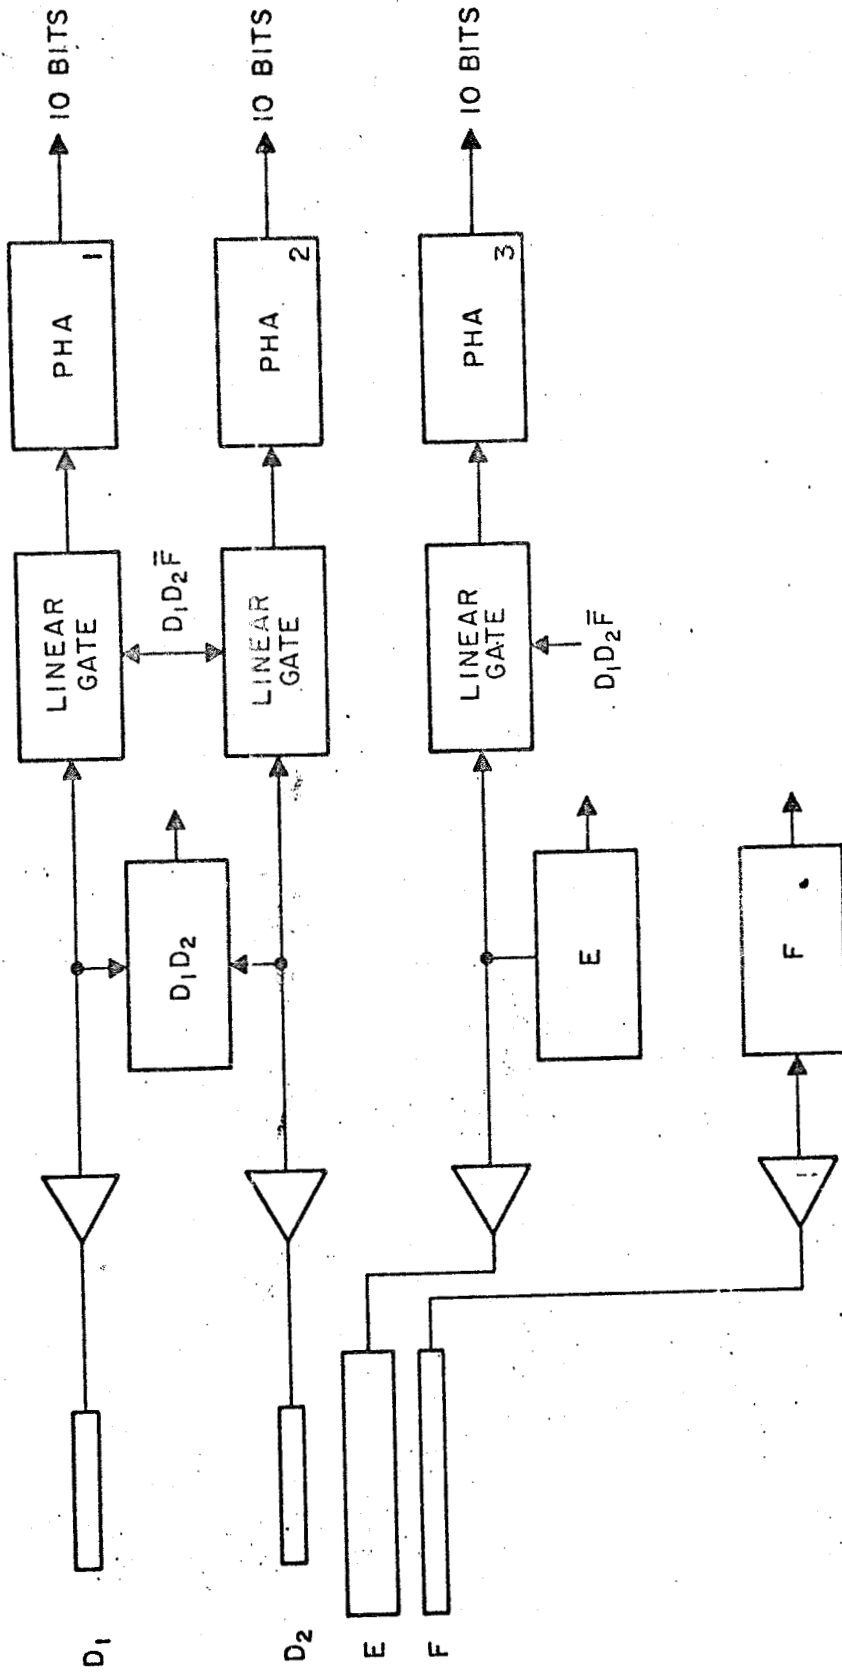 D₁
D₁D₂
LINEAR
GATE
PHA
1
10 BITS
D₁D₂F̅
D₂
LINEAR
GATE
PHA
2
10 BITS
E
E
LINEAR
GATE
D₁D₂F̅
PHA
3
10 BITS
F
F